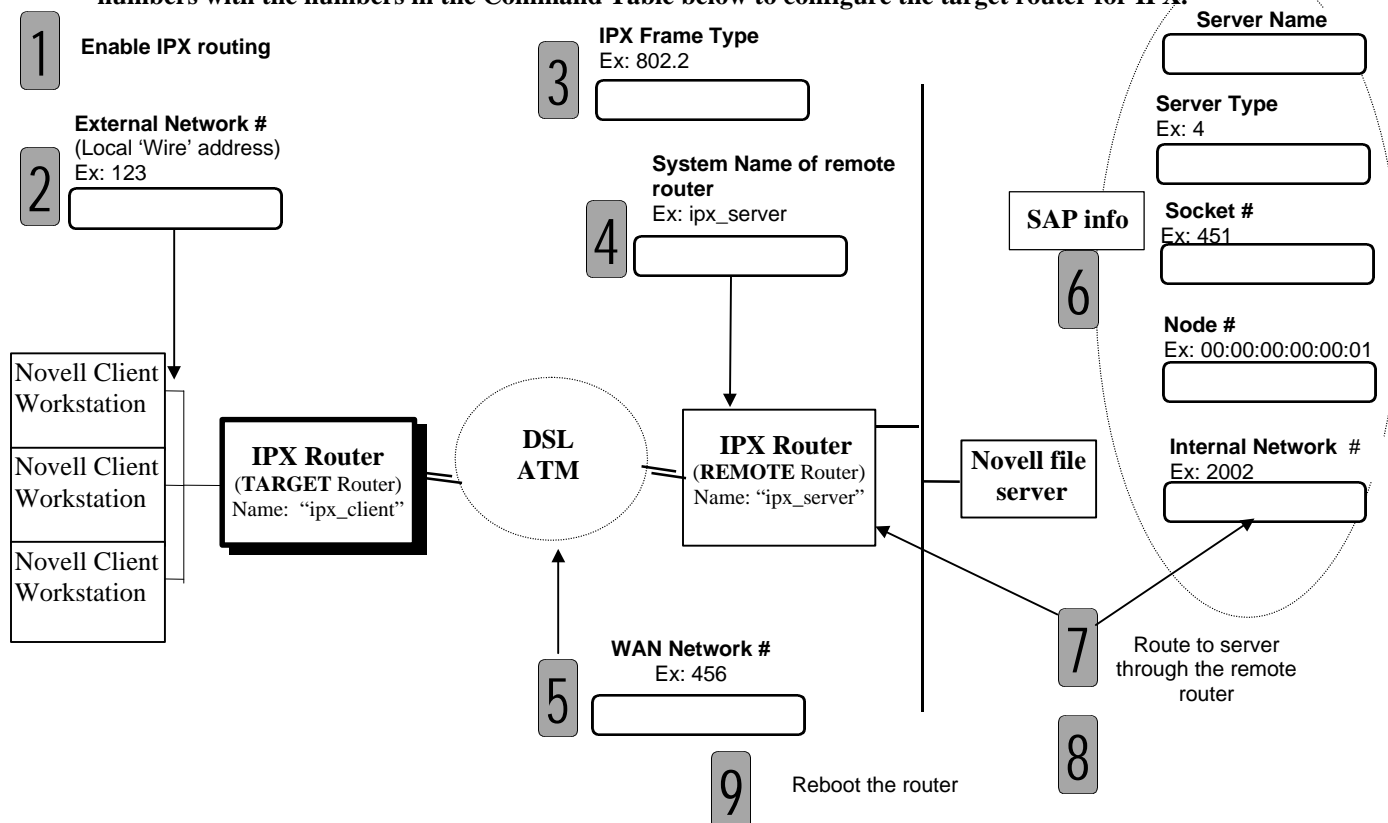 numbers with the numbers in the Command Table below to configure the target router for IPX.
1
Enable IPX routing
External Network #
(Local ‘Wire’ address)
2
Ex: 123
3
IPX Frame Type
Ex: 802.2
4
System Name of remote
router
Ex: ipx_server
Server Name
Server Type
Ex: 4
SAP info
6
Socket #
Ex: 451
Node #
Ex: 00:00:00:00:00:01
Internal Network #
Ex: 2002
Novell Client
Workstation
Novell Client
Workstation
Novell Client
Workstation
IPX Router
(TARGET Router)
Name: “ipx_client”
DSL
ATM
IPX Router
(REMOTE Router)
Name: “ipx_server”
Novell file
server
5
WAN Network #
Ex: 456
7
Route to server
through the remote
router
8
9
Reboot the router